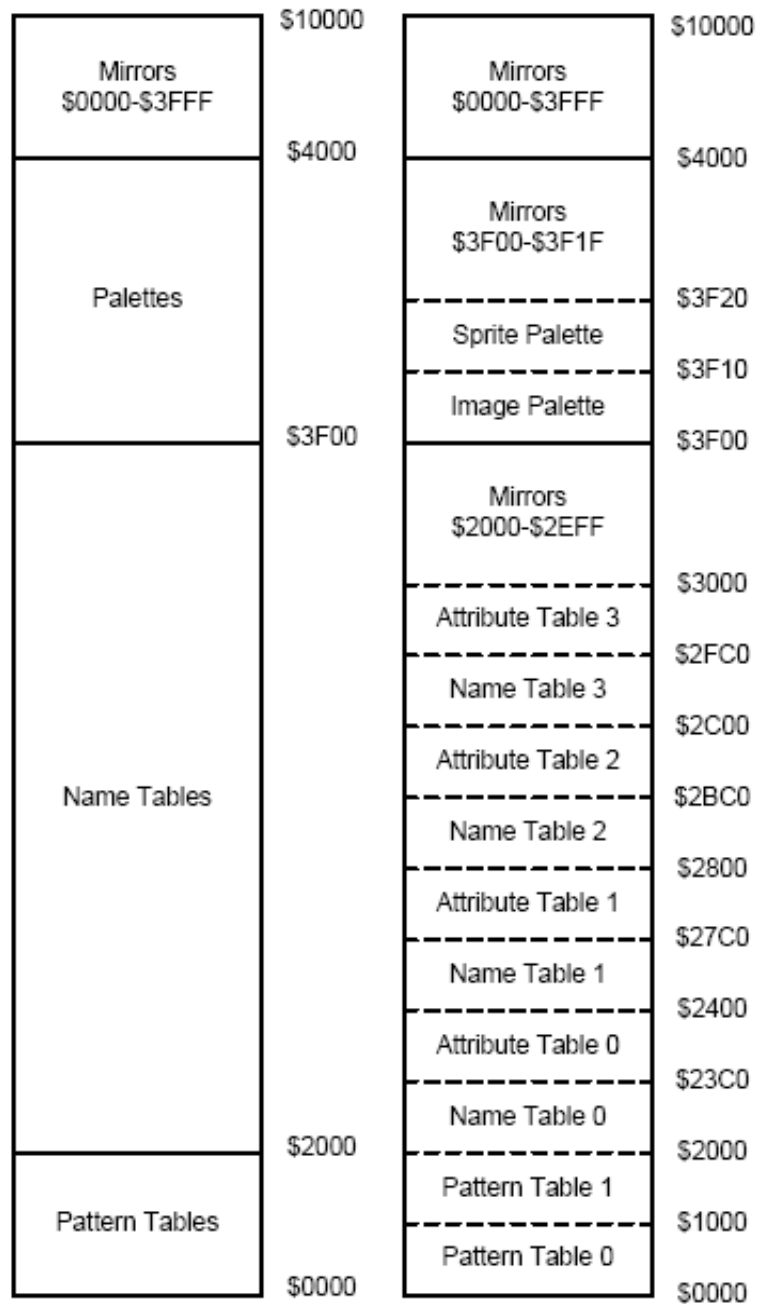 $10000
Mirrors
$0000-$3FFF
$4000
Palettes
$3F00
Name Tables
$2000
Pattern Tables
$0000
$10000
Mirrors
$0000-$3FFF
$4000
Mirrors
$3F00-$3F1F
$3F20
Sprite Palette
$3F10
Image Palette
$3F00
Mirrors
$2000-$2EFF
$3000
Attribute Table 3
$2FC0
Name Table 3
$2C00
Attribute Table 2
$2BC0
Name Table 2
$2800
Attribute Table 1
$27C0
Name Table 1
$2400
Attribute Table 0
$23C0
Name Table 0
$2000
Pattern Table 1
$1000
Pattern Table 0
$0000